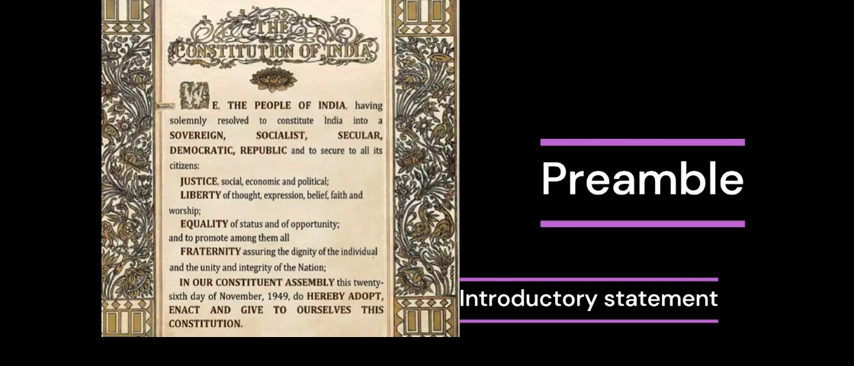 THE
CONSTITUTION OF INDIA
WE, THE PEOPLE OF INDIA, having
solemnly resolved to constitute India into a
SOVEREIGN, SOCIALIST, SECULAR,
DEMOCRATIC, REPUBLIC and to secure to all its
citizens:
JUSTICE, social, economic and political;
LIBERTY of thought, expression, belief, faith and
worship;
EQUALITY of status and of opportunity;
and to promote among them all
FRATERNITY assuring the dignity of the individual
and the unity and integrity of the Nation;
IN OUR CONSTITUENT ASSEMBLY this twenty-
sixth day of November, 1949, do HEREBY ADOPT,
ENACT AND GIVE TO OURSELVES THIS
CONSTITUTION.
Preamble
Introductory statement